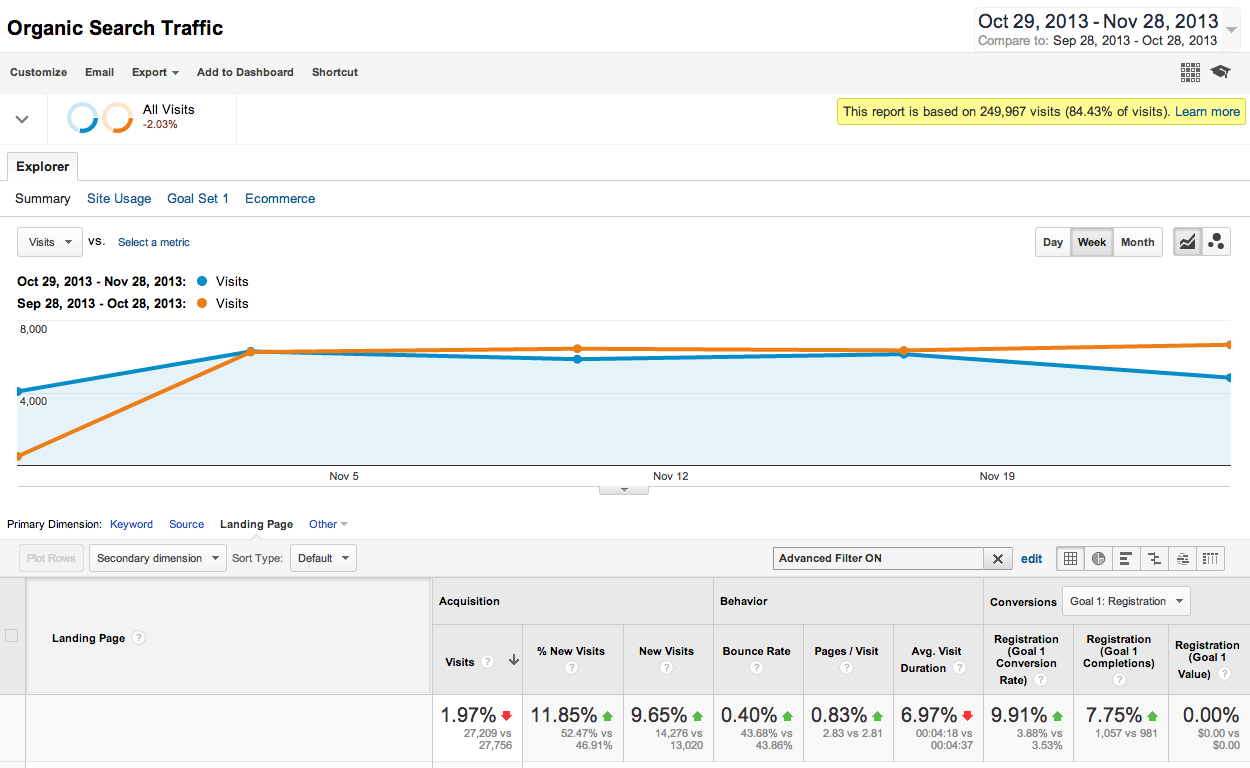 Organic Search Traffic
Oct 29, 2013 - Nov 28, 2013
Compare to: Sep 28, 2013 - Oct 28, 2013
Customize Email Export Add to Dashboard Shortcut
All Visits
-2.03%
This report is based on 249,967 visits (84.43% of visits). Learn more
Explorer
Summary Site Usage Goal Set 1 Ecommerce
Visits vs. Select a metric
Day Week Month
Oct 29, 2013 - Nov 28, 2013: Visits
Sep 28, 2013 - Oct 28, 2013: Visits
8,000
4,000
Nov 5 Nov 12 Nov 19
Primary Dimension: Keyword Source Landing Page Other
Plot Rows Secondary dimension Sort Type: Default
Advanced Filter ON edit
Landing Page ?
Acquisition
Behavior
Conversions Goal 1: Registration
Visits ?
% New Visits
?
New Visits
?
Bounce Rate
?
Pages / Visit
?
Avg. Visit
Duration ?
Registration
(Goal 1
Conversion
Rate) ?
Registration
(Goal 1
Completions)
?
Registration
(Goal 1
Value) ?
1.97%
27,209 vs
27,756
11.85%
52.47% vs
46.91%
9.65%
14,276 vs
13,020
0.40%
43.68% vs
43.86%
0.83%
2.83 vs 2.81
6.97%
00:04:18 vs
00:04:37
9.91%
3.88% vs
3.53%
7.75%
1,057 vs 981
0.00%
$0.00 vs
$0.00